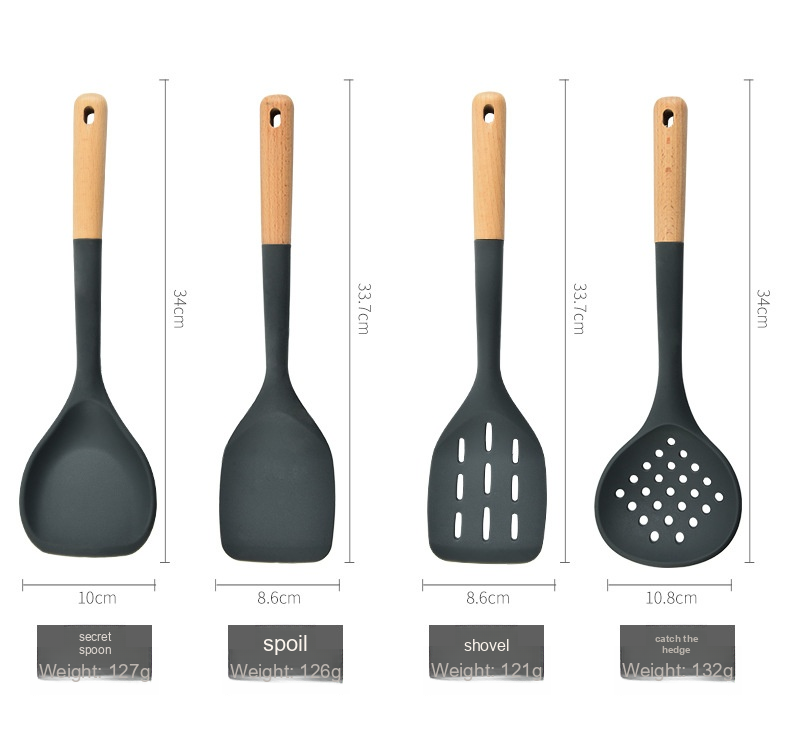 34cm
33.7cm
33.7cm
34cm
10cm
8.6cm
8.6cm
10.8cm
secret
spoon
Weight: 127g
spoil
Weight: 126g
shovel
Weight: 121g
catch the
hedge
Weight: 132g